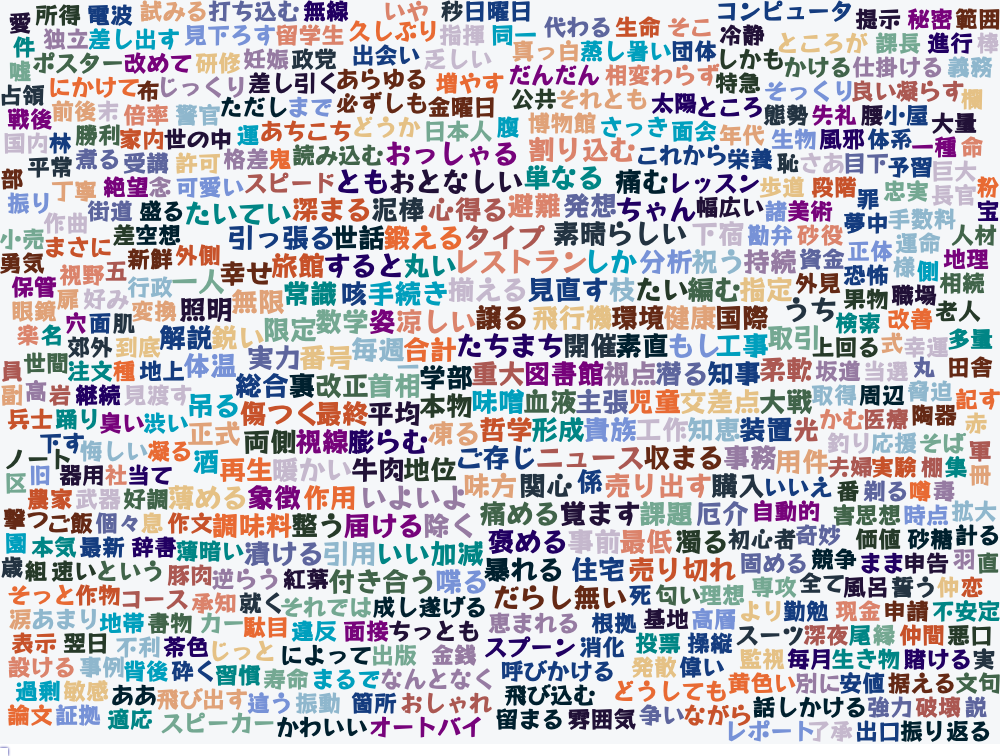 愛 所得 電波 試みる 打ち込む 無線 いや 秒 日曜日 コンピュータ 提示 秘密 範囲
件 独立 差し出す 見下ろす 留学生 久しぶり 指揮 同一 代わる 生命 そこ 冷静 ところが 課長 進行 棒
嘘 ポスター 改めて 研修 妊娠 政党 出会い 乏しい 真っ白 蒸し暑い 団体 しかも かける 仕掛ける 義務
占領 にかけて 布 じっくり 差し引く あらゆる 増やす だんだん 相変わらず 特急 そっくり 良い 凝らす 欄
戦後 前後 末 倍率 警官 ただし まで 必ずしも 金曜日 公共 それとも 太陽 ところ 態勢 失礼 腰 小屋 大量
国内 林 勝利 家内 世の中 運 あちこち どうか 日本人 腹 博物館 さっき 面会 年代 生物 風邪 体系 一種 命
平常 煮る 受講 許可 格差 鬼 読み込む おっしゃる 割り込む これから 栄養 恥 さあ 目下 予習 巨大
部 丁寧 絶望 念 可愛い スピード とも おとなしい 単なる 痛む レッスン 歩道 段階 罪 忠実 長官 粉
振り 作曲 街道 盛る たいてい 深まる 泥棒 心得る 避難 発想 ちゃん 幅広い 諸 美術 夢中 手数料 宝
小売 まさに 差 空想 引っ張る 世話 鍛える タイプ 素晴らしい 下宿 勘弁 砂 役 正体 運命 人材
勇気 視野 五 新鮮 外側 幸せ 旅館 すると 丸い レストラン しか 分析 祝う 持続 資金 恐怖 様 側 地理
保管 扉 好み 行政 一人 無限 常識 咳 手続き 揃える 見直す 枝 たい 編む 指定 外見 果物 職場 相続
眼鏡 変換 照明 限定 数学 姿 涼しい 譲る 飛行機 環境 健康 国際 うち 検索 改善 老人
楽 名 穴 面 肌 郊外 到底 解説 鋭い 実力 番号 毎週 合計 たちまち 開催 素直 もし 工事 取引 上回る 式 幸運 多量
員 世間 注文 種 地上 体温 総合 裏 改正 首相 学部 重大 図書館 視点 潜る 知事 柔軟 坂道 当選 丸 田舎
副 高 岩 継続 見渡す 吊る 傷つく 最終 平均 本物 味噌 血液 主張 児童 交差点 大戦 取得 周辺 脅迫 記す
兵士 踊り 臭い 渋い 正式 両側 視線 膨らむ 凍る 哲学 形成 貴族 工作 知恵 装置 光 かむ 医療 陶器 赤
下す 悔しい 凝る 酒 再生 暖かい 牛肉 地位 ご存じ ニュース 収まる 事務 用件 釣り 応援 そば 軍
ノート 区 旧 器用 社 当て 味方 関心 係 売り出す 購入 いいえ 夫婦 実験 棚 集 冊
農家 武器 好調 薄める 象徴 作用 いよいよ 番 剃る 噂 毒
撃つ ご飯 個々 息 作文 調味料 整う 届ける 除く 痛める 覚ます 課題 厄介 自動的 害 思想 時点 拡大
園 本気 最新 辞書 薄暗い 漬ける 引用 いい加減 褒める 事前 最低 濁る 初心者 奇妙 価値 砂糖 計る
歳 組 速い という 豚肉 逆らう 紅葉 付き合う 喋る 暴れる 住宅 売り切れ 固める 競争 まま 申告 羽 直
そっと 作物 コース 承知 就く それでは 成し遂げる だらし無い 死 匂い 理想 専攻 全て 風呂 誓う 仲 恋
涙 あまり 地帯 書物 カー 駄目 違反 面接 ちっとも 恵まれる 根拠 基地 高層 より 勤勉 現金 申請 不安定
表示 翌日 不利 茶色 じっと によって 出版 金銭 スプーン 消化 投票 操縦 スーツ 深夜 尾 縁 仲間 悪口
設ける 事例 背後 砕く 習慣 寿命 まるで なんとなく 呼びかける 発散 偉い 監視 毎月 生き物 賭ける 実
過剰 敏感 ああ 飛び出す 違う 振動 箇所 おしゃれ 飛び込む どうしても 黄色い 別に 安値 据える 文句
論文 証拠 適応 スピーカー かわいい オートバイ 留まる 雰囲気 争い ながら 話しかける 強力 破壊 説
レポート 了承 出口 振り返る